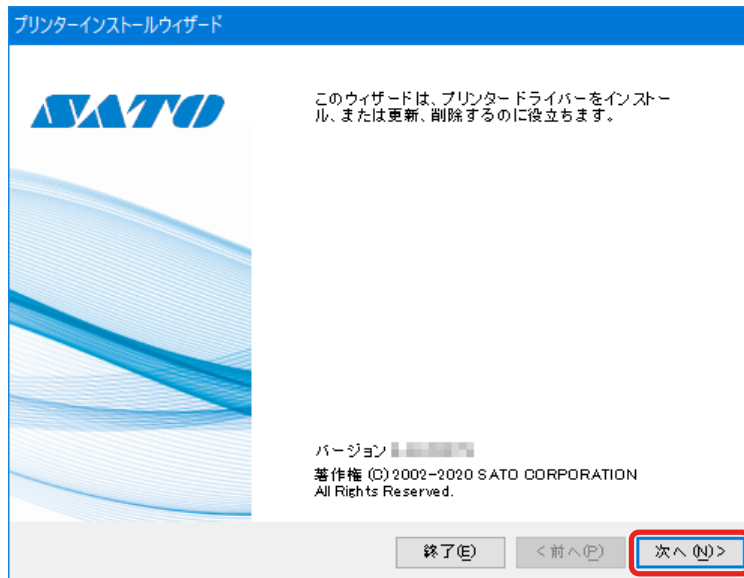 プリンターインストールウィザード
SATO
このウィザードは、プリンター ドライバーをインストー
ル、または更新、削除するのに役立ちます。
バージョン
著作権 (C) 2002-2020 SATO CORPORATION
All Rights Reserved.
終了(E)
<前へ(P)
次へ (N)>